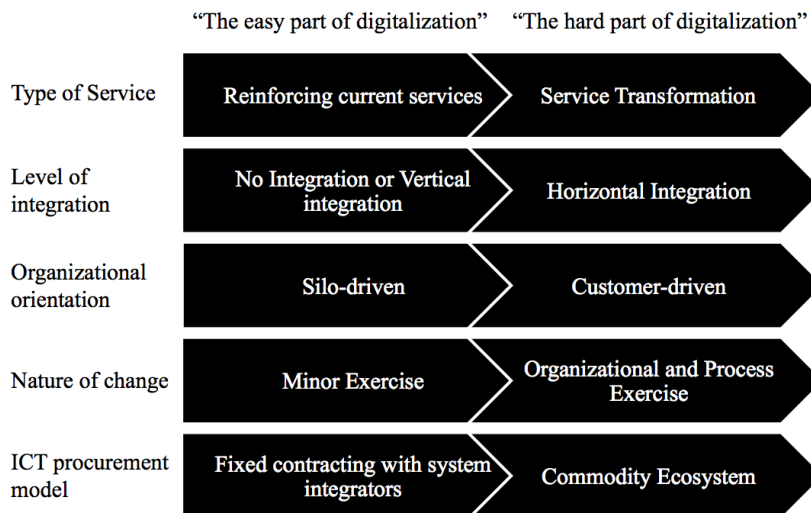 “The easy part of digitalization” “The hard part of digitalization”
Type of Service
Reinforcing current services
Service Transformation
Level of
integration
No Integration or Vertical
integration
Horizontal Integration
Organizational
orientation
Silo-driven
Customer-driven
Nature of change
Minor Exercise
Organizational and Process
Exercise
ICT procurement
model
Fixed contracting with system
integrators
Commodity Ecosystem